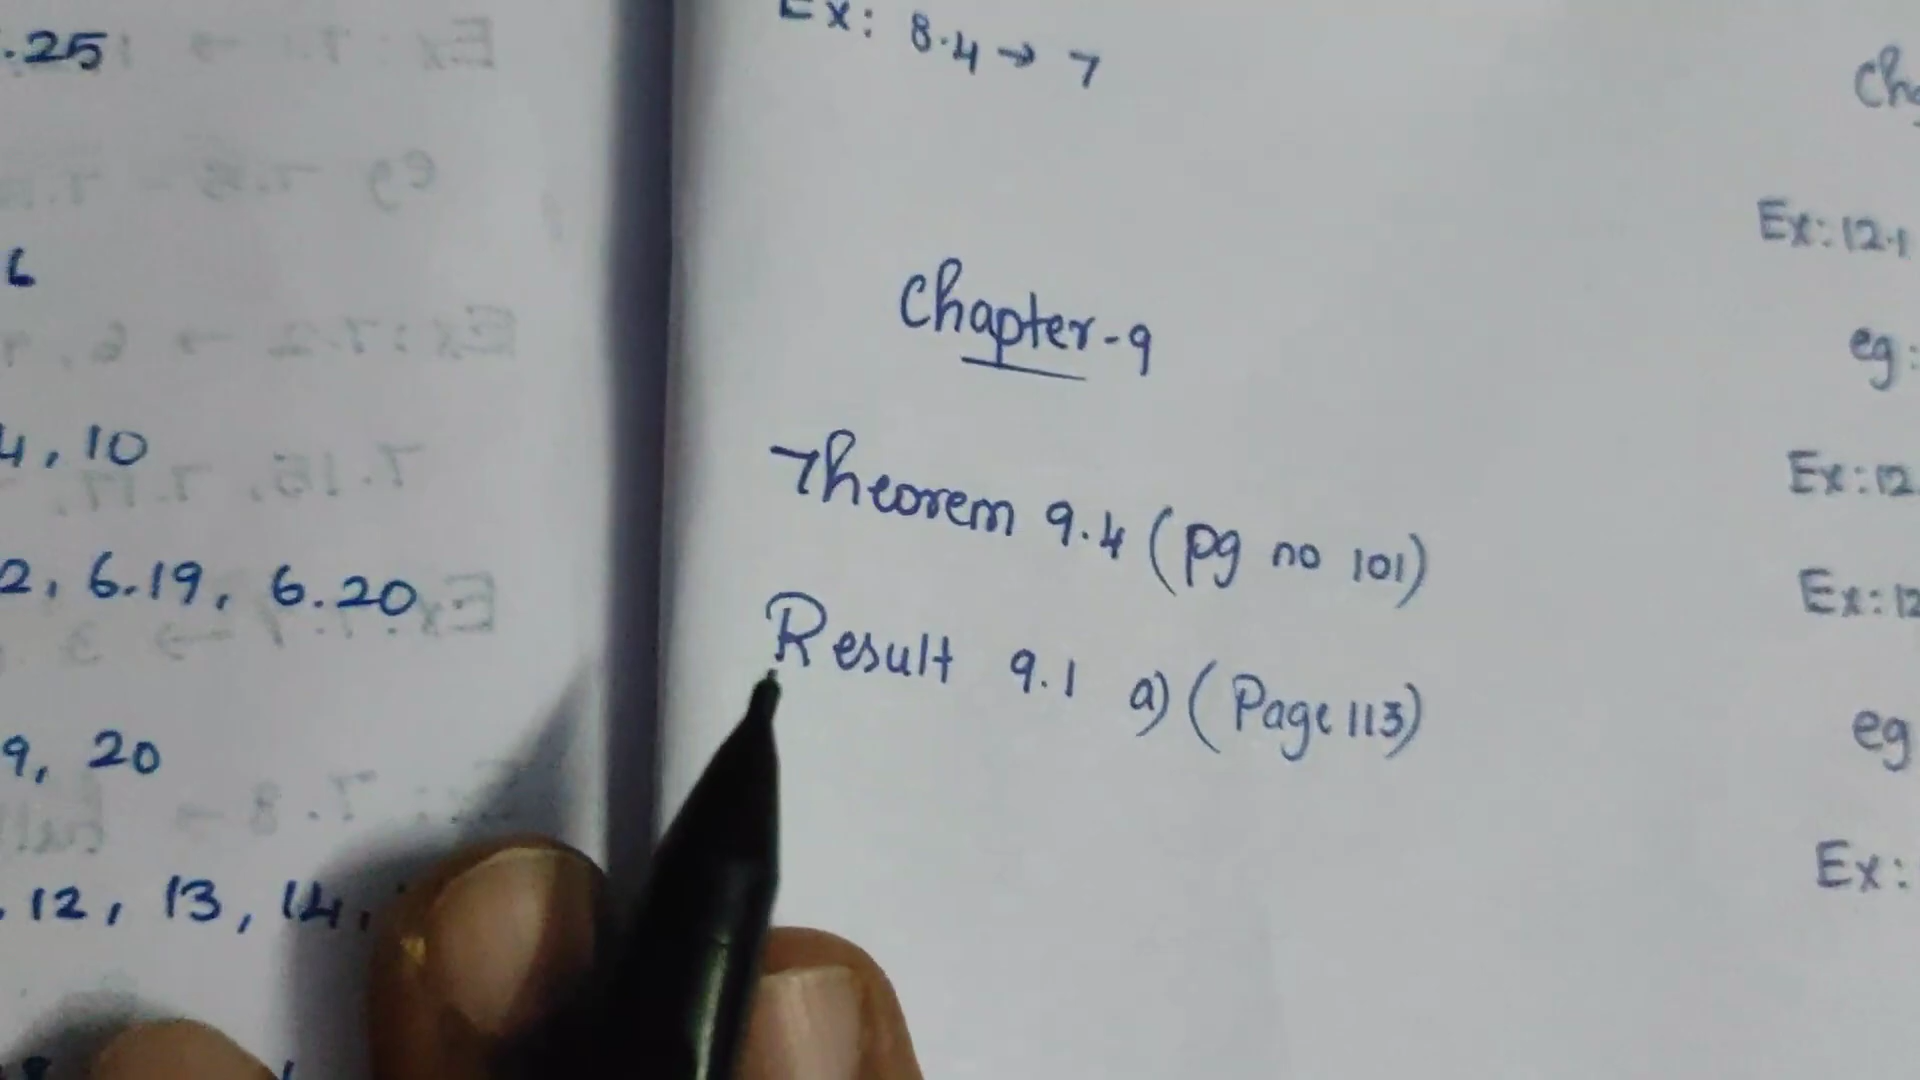 .25
6
4, 10
2, 6.19, 6.20
9, 20
12, 13, 14,
Ex: 8.4 → 7
Chapter-9
Theorem 9.4 (pg no 101)
Result 9.1 a) (Page 113)
Ex: 12.1
eg:
Ex: 12
Ex: 12
eg
Ex: